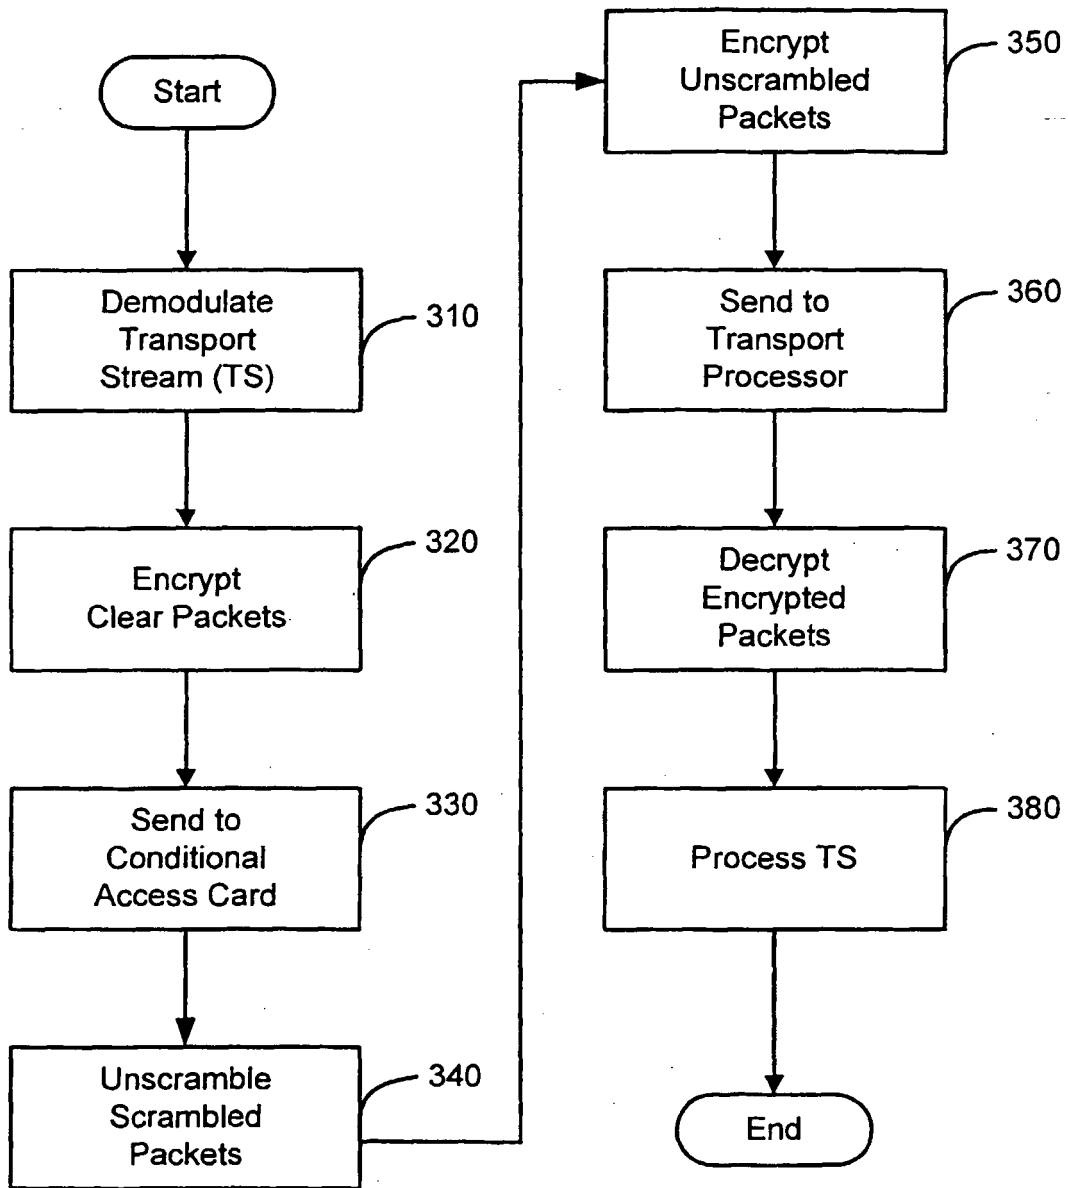 Start
Demodulate
Transport
Stream (TS)
310
Encrypt
Clear Packets
320
Send to
Conditional
Access Card
330
Unscramble
Scrambled
Packets
340
Encrypt
Unscrambled
Packets
350
Send to
Transport
Processor
360
Decrypt
Encrypted
Packets
370
Process TS
380
End